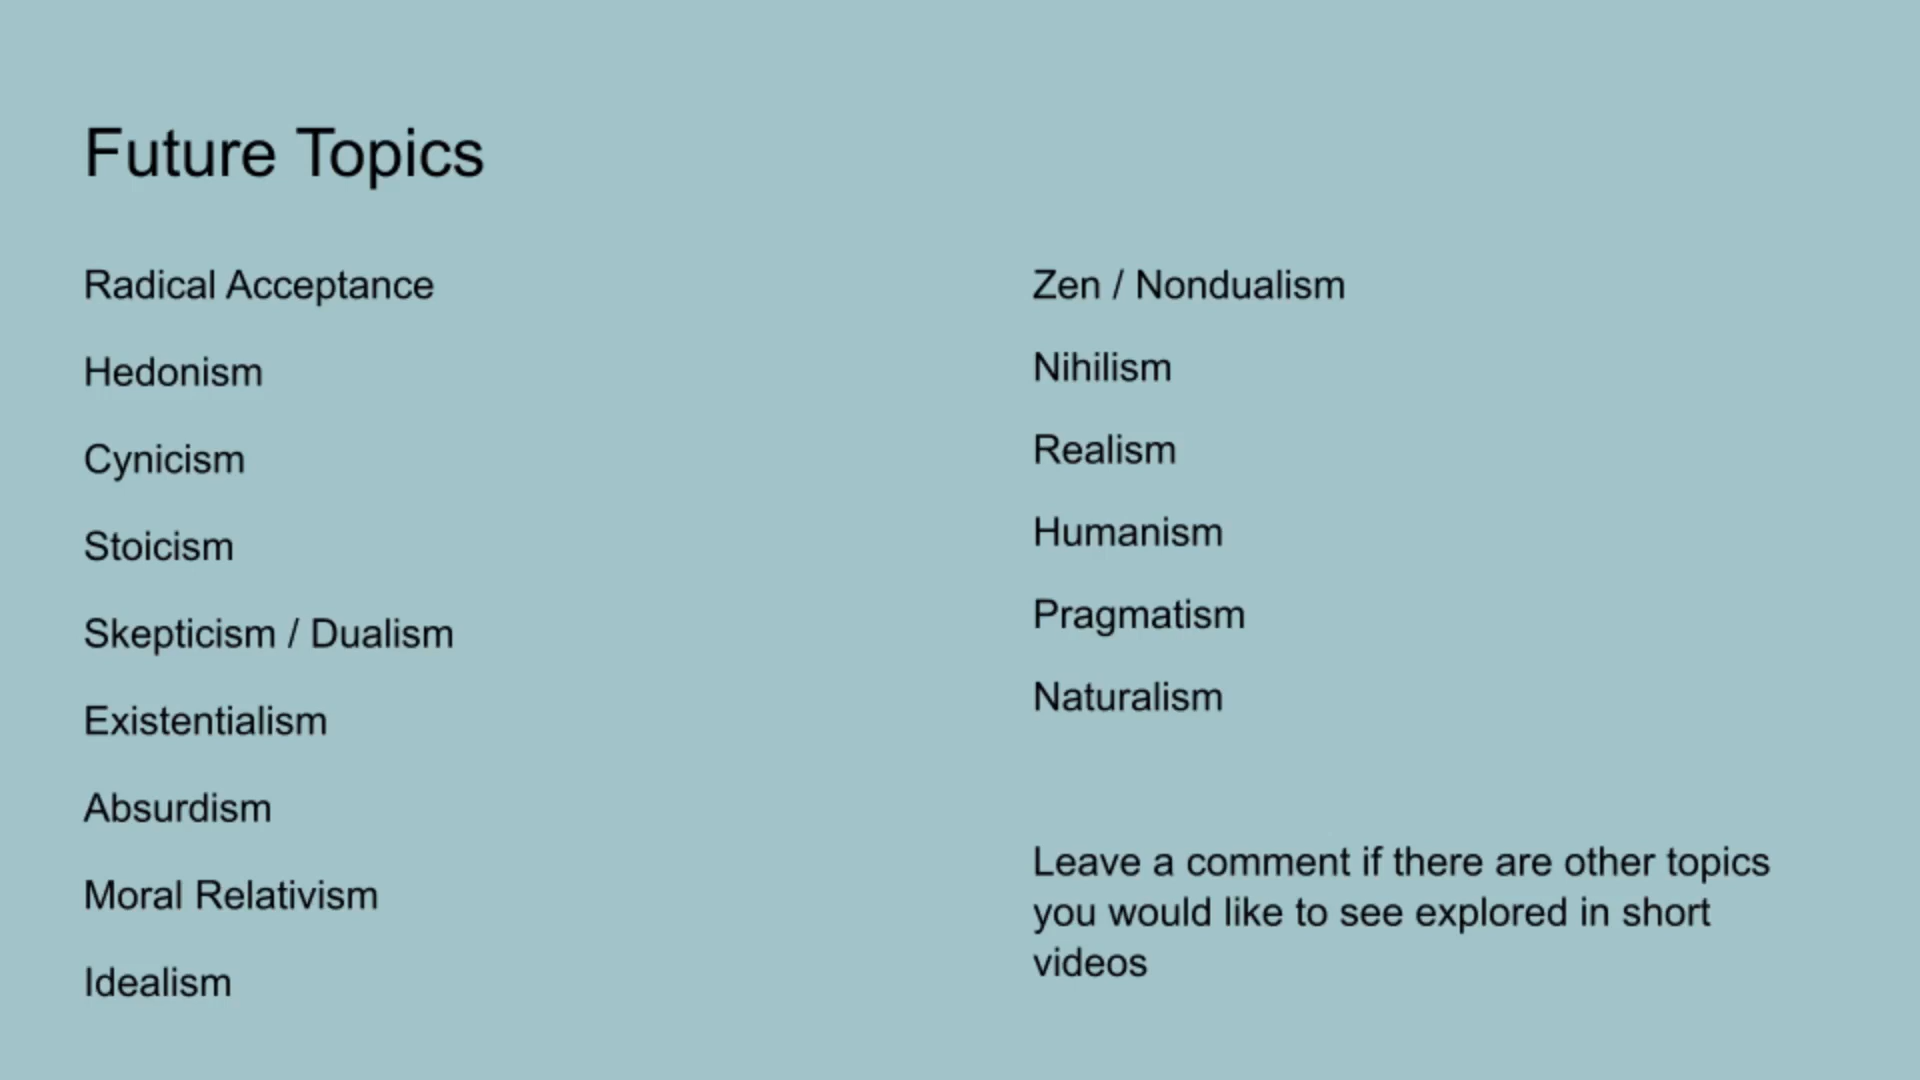 Future Topics
Radical Acceptance
Hedonism
Cynicism
Stoicism
Skepticism / Dualism
Existentialism
Absurdism
Moral Relativism
Idealism
Zen / Nondualism
Nihilism
Realism
Humanism
Pragmatism
Naturalism
Leave a comment if there are other topics
you would like to see explored in short
videos